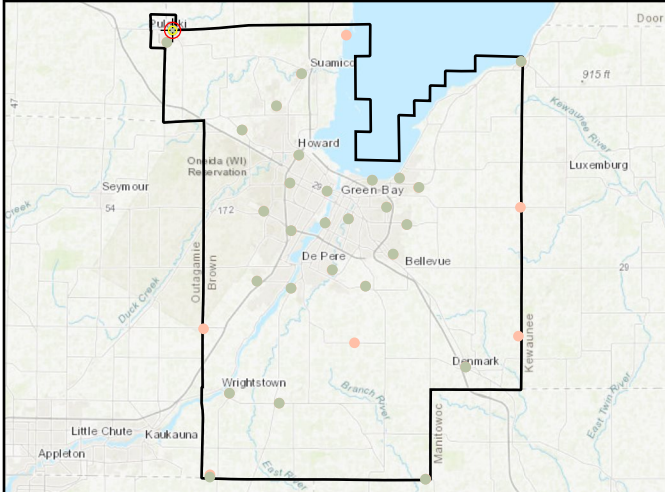 Pulaski
Door
Suamico
915 ft
47
Kewaunee
River
Howard
Oneida (WI)
Reservation
Luxemburg
Seymour
29
Green Bay
Creek
54
172
De Pere
Bellevue
Outagamie
Brown
29
Duck Creek
Kewaunee
Denmark
Wrightstown
Branch
River
East Twin River
Little Chute
Kaukauna
Manitowoc
Appleton
East River